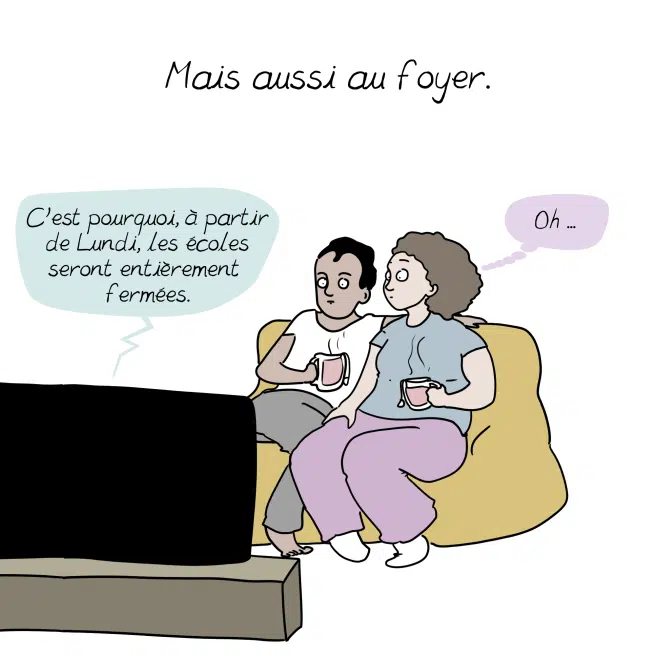 Mais aussi au foyer.
C'est pourquoi, à partir
de Lundi, les écoles
seront entièrement
fermées.
Oh ...